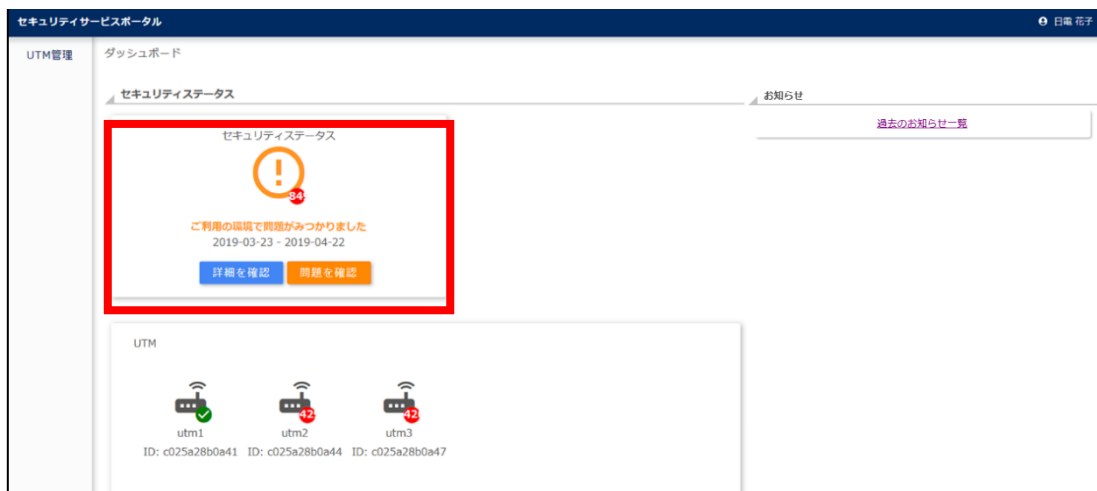 セキュリティサービスポータル
日電 花子
UTM管理
ダッシュボード
セキュリティステータス
お知らせ
過去のお知らせ一覧
セキュリティステータス
84
ご利用の環境で問題がみつかりました
2019-03-23 - 2019-04-22
詳細を確認
問題を確認
UTM
42
42
utm1
utm2
utm3
ID: c025a28b0a41
ID: c025a28b0a44
ID: c025a28b0a47